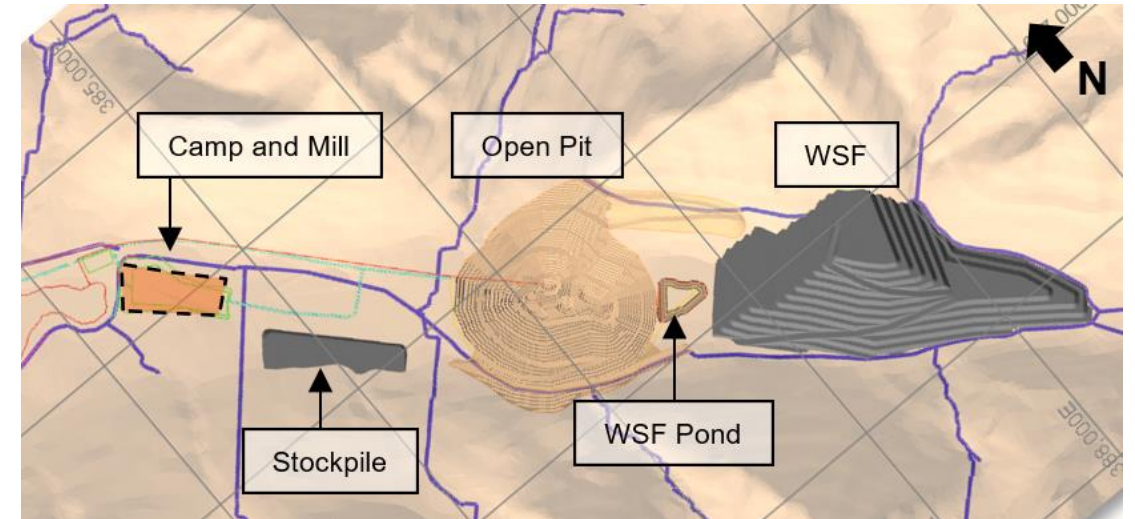 385,000E
N
Camp and Mill
Open Pit
WSF
WSF Pond
Stockpile
388,000E